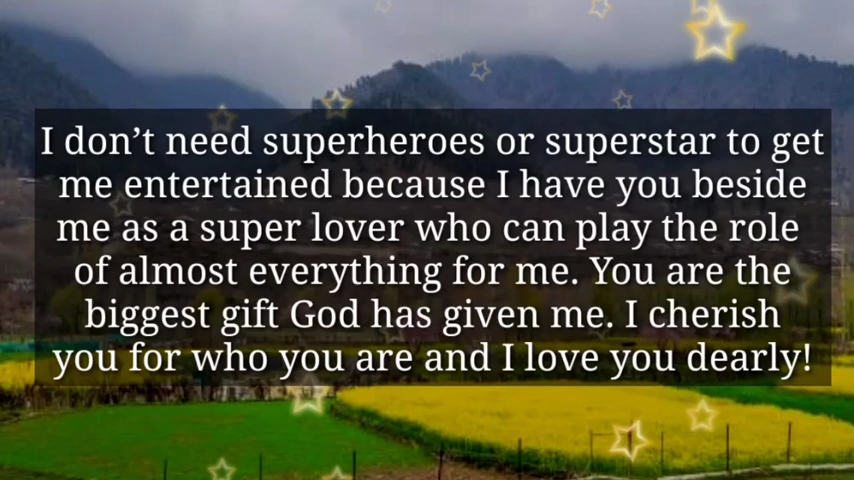 I don’t need superheroes or superstar to get
me entertained because I have you beside
me as a super lover who can play the role
of almost everything for me. You are the
biggest gift God has given me. I cherish
you for who you are and I love you dearly!